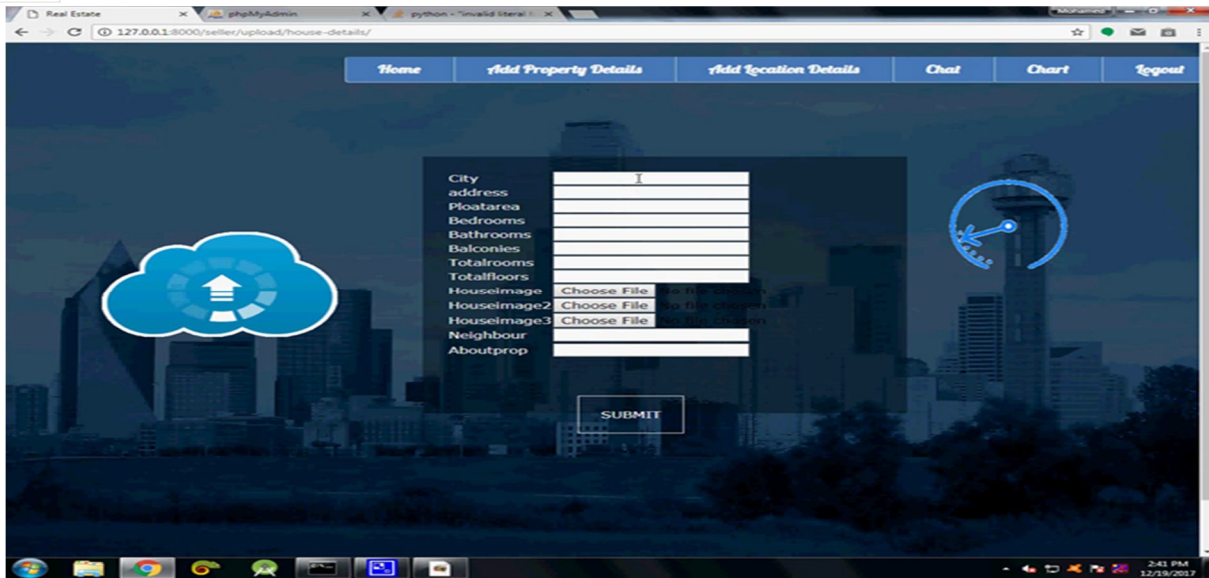 Real Estate
phpMyAdmin
python - "invalid literal f
Mohamed
127.0.0.1:8000/seller/upload/house-details/
Home
Add Property Details
Add Location Details
Chat
Chart
Logout
City
address
Ploatarea
Bedrooms
Bathrooms
Balconies
Totalrooms
Totalfloors
Houseimage Choose File No file chosen
Houseimage2 Choose File No file chosen
Houseimage3 Choose File No file chosen
Neighbour
Aboutprop
SUBMIT
2:41 PM
12/19/2017